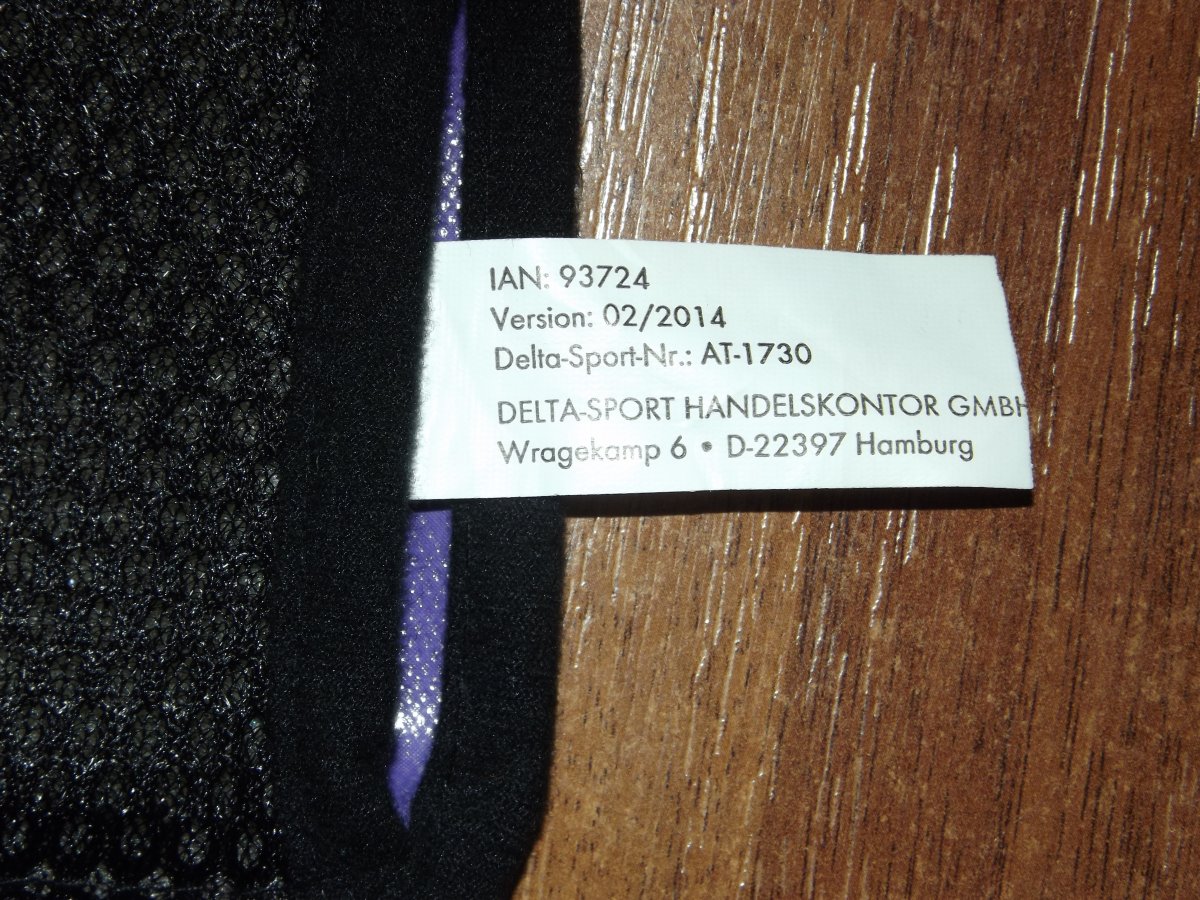 IAN: 93724
Version: 02/2014
Delta-Sport-Nr.: AT-1730
DELTA-SPORT HANDELSKONTOR GMBH
Wragekamp 6 • D-22397 Hamburg